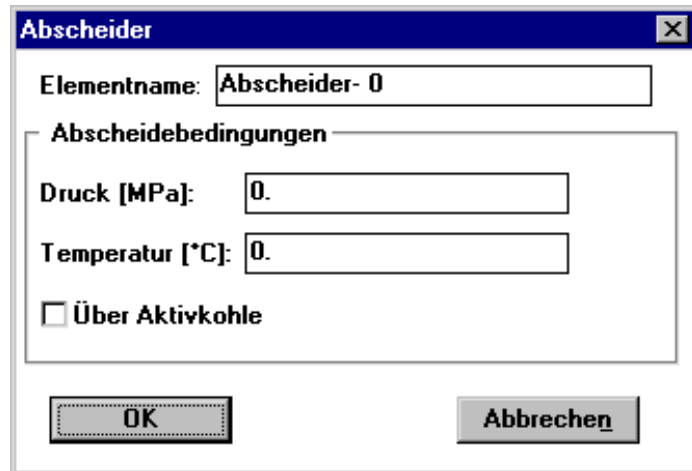 Abscheider
Elementname: Abscheider- 0
Abscheidebedingungen
Druck [MPa]: 0.
Temperatur [°C]: 0.
Über Aktivkohle
OK Abbrechen